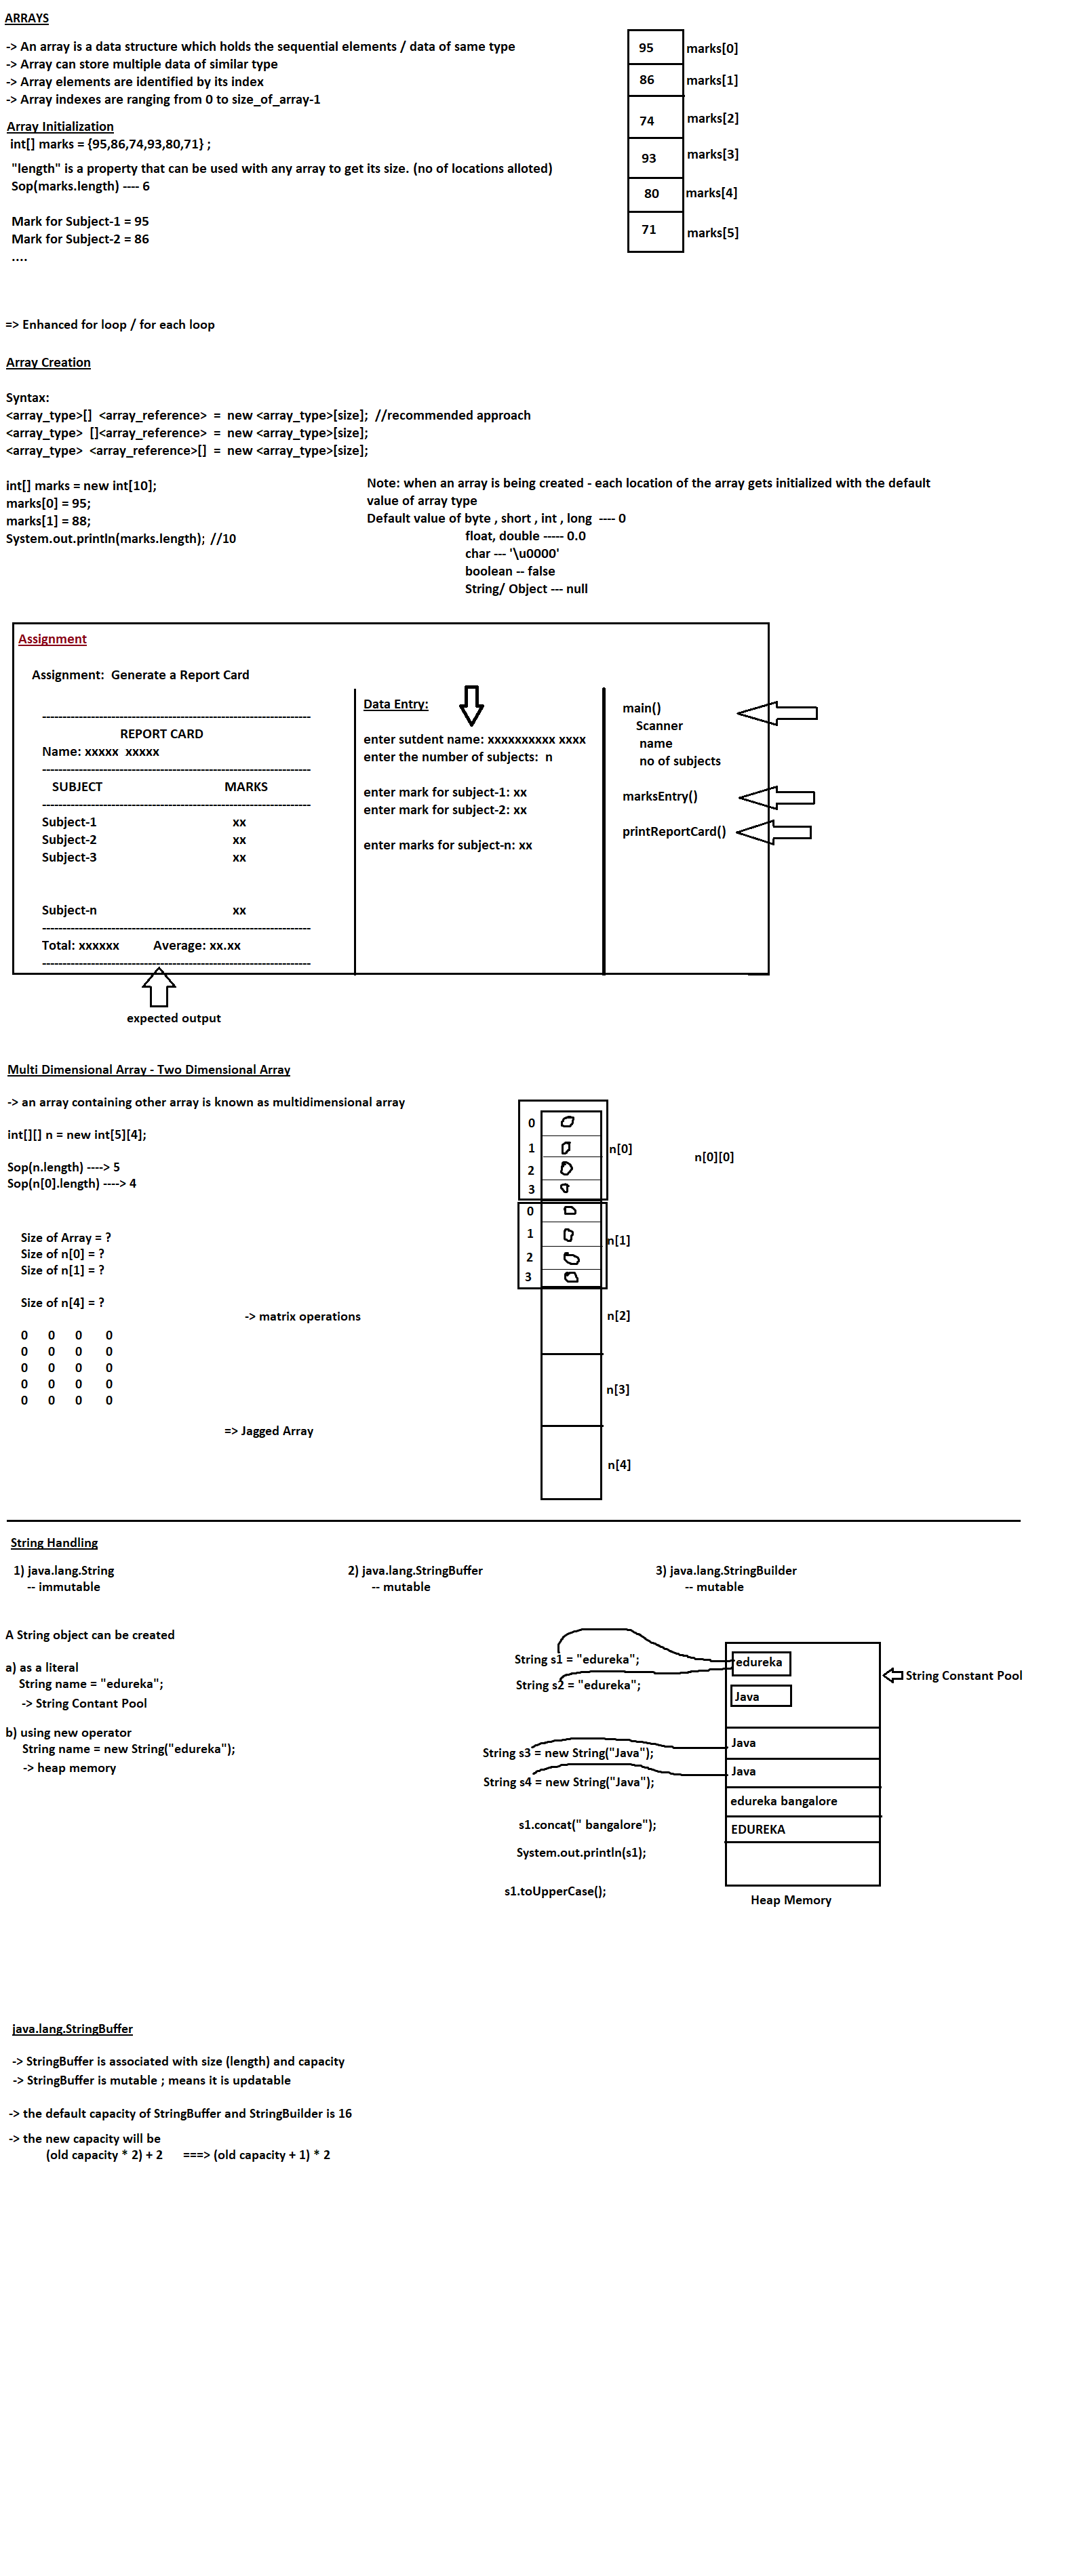 ARRAYS
-> An array is a data structure which holds the sequential elements / data of same type
-> Array can store multiple data of similar type
-> Array elements are identified by its index
-> Array indexes are ranging from 0 to size_of_array-1
Array Initialization
int[] marks = {95,86,74,93,80,71} ;
"length" is a property that can be used with any array to get its size. (no of locations alloted)
Sop(marks.length) ---- 6
Mark for Subject-1 = 95
Mark for Subject-2 = 86
....
95 marks[0]
86 marks[1]
74 marks[2]
93 marks[3]
80 marks[4]
71 marks[5]
=> Enhanced for loop / for each loop
Array Creation
Syntax:
<array_type>[] <array_reference> = new <array_type>[size]; //recommended approach
<array_type> []<array_reference> = new <array_type>[size];
<array_type> <array_reference>[] = new <array_type>[size];
int[] marks = new int[10];
marks[0] = 95;
marks[1] = 88;
System.out.println(marks.length); //10
Note: when an array is being created - each location of the array gets initialized with the default
value of array type
Default value of byte , short , int , long ---- 0
float, double ----- 0.0
char --- '\u0000'
boolean -- false
String/ Object --- null
Assignment
Assignment: Generate a Report Card
------------------------------------------------------------------
REPORT CARD
Name: xxxxx xxxxx
------------------------------------------------------------------
SUBJECT MARKS
------------------------------------------------------------------
Subject-1 xx
Subject-2 xx
Subject-3 xx
Subject-n xx
------------------------------------------------------------------
Total: xxxxxx Average: xx.xx
------------------------------------------------------------------
expected output
Data Entry:
enter sutdent name: xxxxxxxxxx xxxx
enter the number of subjects: n
enter mark for subject-1: xx
enter mark for subject-2: xx
enter marks for subject-n: xx
main()
Scanner
name
no of subjects
marksEntry()
printReportCard()
Multi Dimensional Array - Two Dimensional Array
-> an array containing other array is known as multidimensional array
int[][] n = new int[5][4];
Sop(n.length) ----> 5
Sop(n[0].length) ----> 4
Size of Array = ?
Size of n[0] = ?
Size of n[1] = ?
Size of n[4] = ?
-> matrix operations
0 0 0 0
0 0 0 0
0 0 0 0
0 0 0 0
0 0 0 0
=> Jagged Array
0 0
1 0 n[0]
2 0
3 0
n[0][0]
0 0
1 0 n[1]
2 0
3 0
n[2]
n[3]
n[4]
String Handling
1) java.lang.String
-- immutable
2) java.lang.StringBuffer
-- mutable
3) java.lang.StringBuilder
-- mutable
A String object can be created
a) as a literal
String name = "edureka";
-> String Contant Pool
b) using new operator
String name = new String("edureka");
-> heap memory
String s1 = "edureka";
String s2 = "edureka";
String s3 = new String("Java");
String s4 = new String("Java");
s1.concat(" bangalore");
System.out.println(s1);
s1.toUpperCase();
edureka
Java
String Constant Pool
Java
Java
edureka bangalore
EDUREKA
Heap Memory
java.lang.StringBuffer
-> StringBuffer is associated with size (length) and capacity
-> StringBuffer is mutable ; means it is updatable
-> the default capacity of StringBuffer and StringBuilder is 16
-> the new capacity will be
(old capacity * 2) + 2 ===> (old capacity + 1) * 2